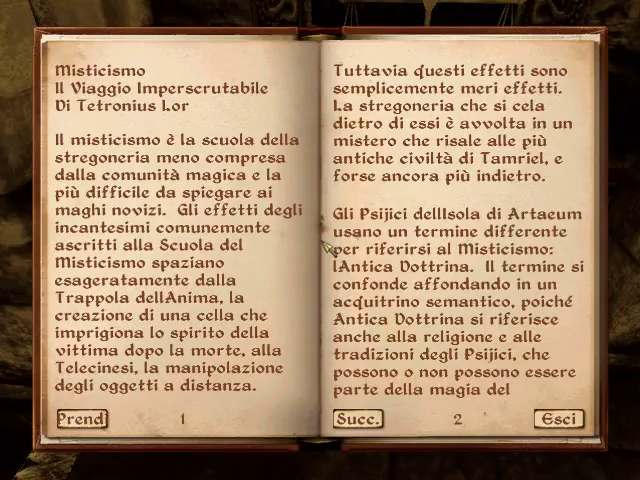 Misticismo
Il Viaggio Imperscrutabile
Di Tetronius Lor
Il misticismo è la scuola della
stregoneria meno compresa
dalla comunità magica e la
più difficile da spiegare ai
maghi novizi. Gli effetti degli
incantesimi comunemente
ascritti alla Scuola del
Misticismo spaziano
esageratamente dalla
Trappola dellAnima, la
creazione di una cella che
imprigiona lo spirito della
vittima dopo la morte, alla
Telecinesi, la manipolazione
degli oggetti a distanza.
Prend
1
Tuttavia questi effetti sono
semplicemente meri effetti.
La stregoneria che si cela
dietro di essi è avvolta in un
mistero che risale alle più
antiche civiltà di Tamriel, e
forse ancora più indietro.
Gli Psijici dellIsola di Artaeum
usano un termine differente
per riferirsi al Misticismo:
lAntica Dottrina. Il termine si
confonde affondando in un
acquitrino semantico, poiché
Antica Dottrina si riferisce
anche alla religione e alle
tradizioni degli Psijici, che
possono o non possono essere
parte della magia del
Succ.
2
Esci